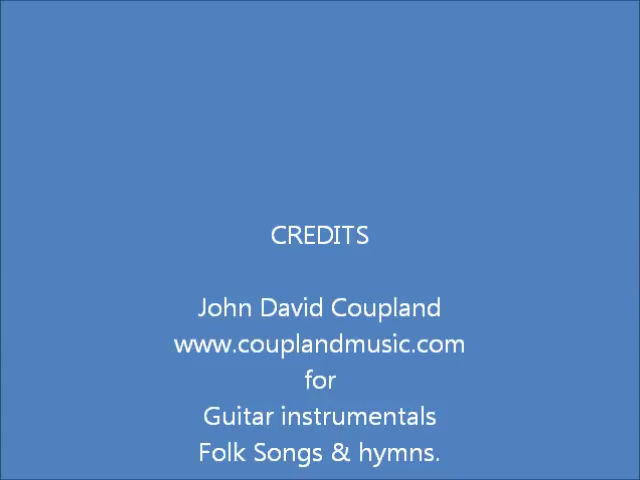 CREDITS
John David Coupland
www.couplandmusic.com
for
Guitar instrumentals
Folk Songs & hymns.